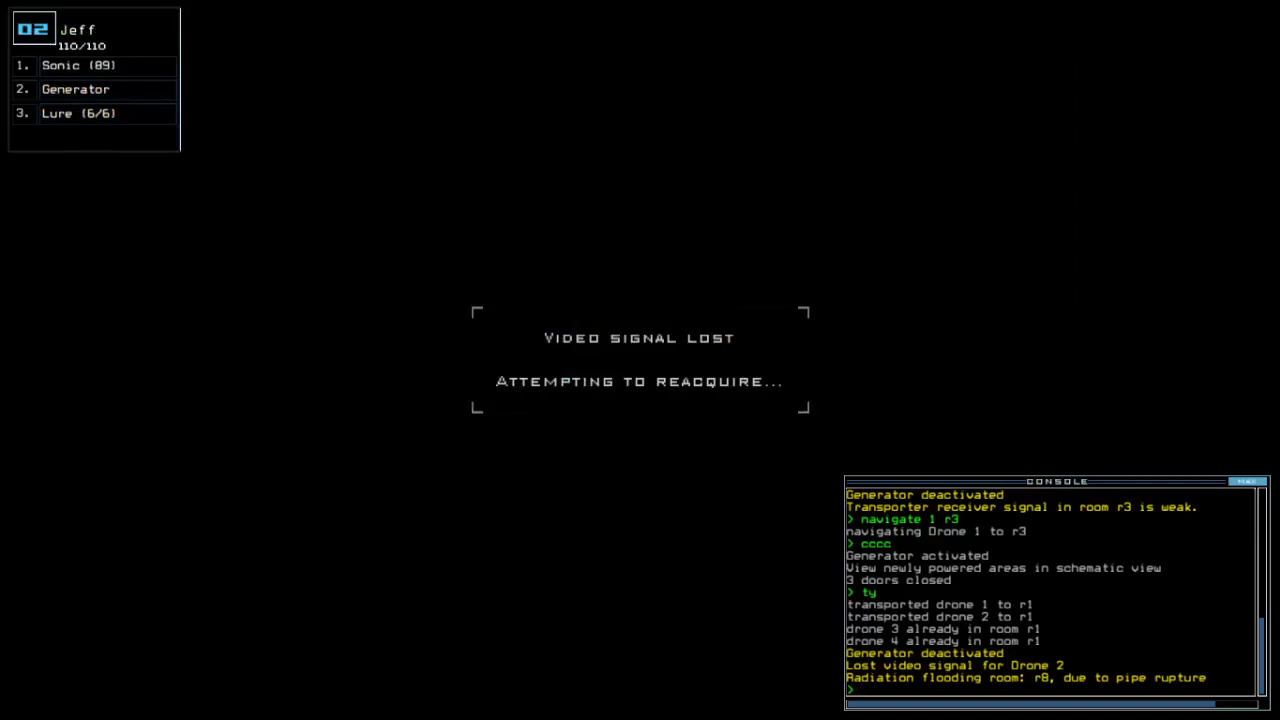 02 Jeff
110/110
1. Sonic (89)
2. Generator
3. Lure (6/6)
Video signal lost
Attempting to reacquire...
CONSOLE MAX
Generator deactivated
Transporter receiver signal in room r3 is weak.
> navigate 1 r3
navigating Drone 1 to r3
> cccc
Generator activated
View newly powered areas in schematic view
3 doors closed
> ty
transported drone 1 to r1
transported drone 2 to r1
drone 3 already in room r1
drone 4 already in room r1
Generator deactivated
Lost video signal for Drone 2
Radiation flooding room: r8, due to pipe rupture
>